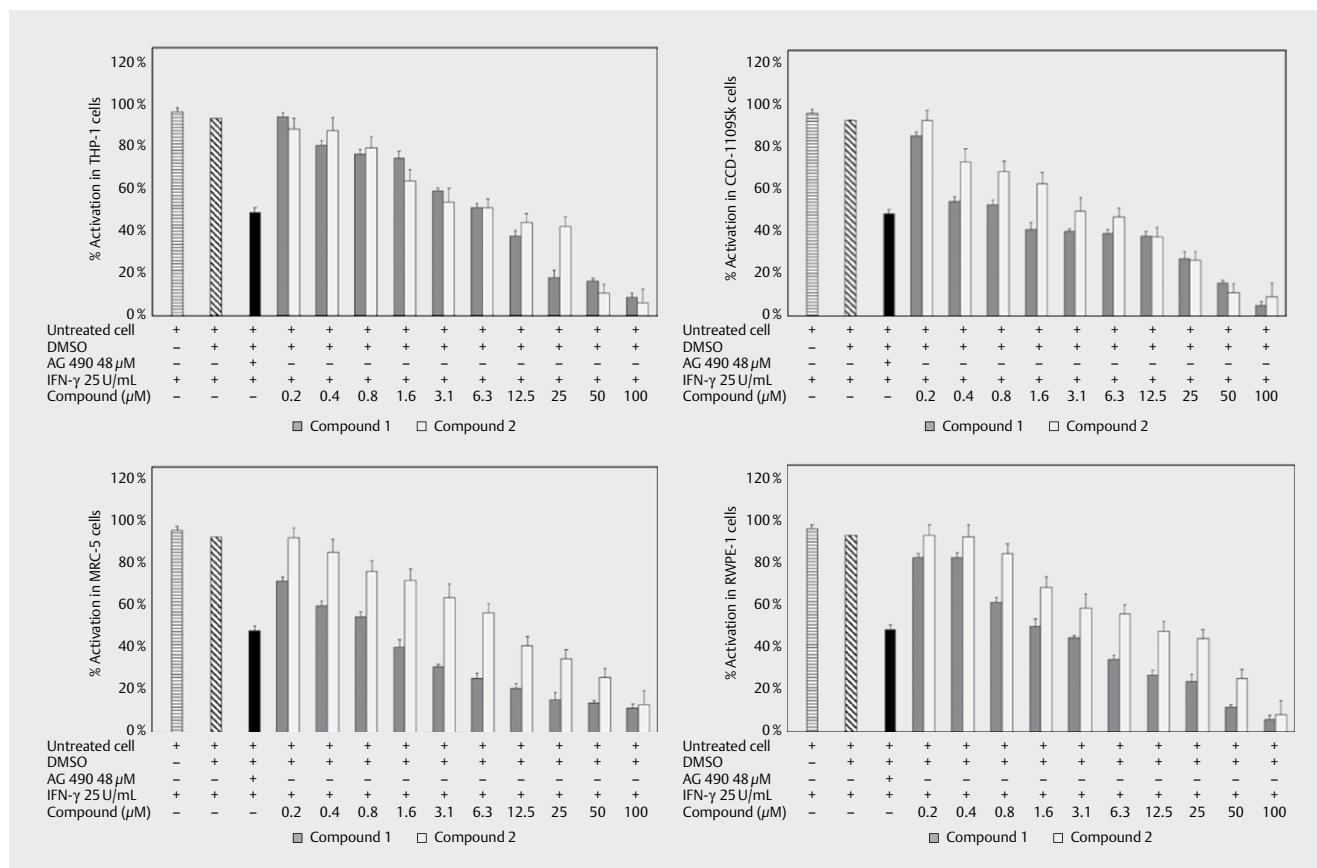 % Activation in THP-1 cells
120 %
100 %
80 %
60 %
40 %
20 %
0 %
Untreated cell + + + + + + + + + + + + +
DMSO – + + + + + + + + + + + +
AG 490 48 µM – – + – – – – – – – – – –
IFN-γ 25 U/mL + + + + + + + + + + + + +
Compound (µM) – – – 0.2 0.4 0.8 1.6 3.1 6.3 12.5 25 50 100
Compound 1 Compound 2
% Activation in CCD-1109Sk cells
120 %
100 %
80 %
60 %
40 %
20 %
0 %
Untreated cell + + + + + + + + + + + + +
DMSO – + + + + + + + + + + + +
AG 490 48 µM – – + – – – – – – – – – –
IFN-γ 25 U/mL + + + + + + + + + + + + +
Compound (µM) – – – 0.2 0.4 0.8 1.6 3.1 6.3 12.5 25 50 100
Compound 1 Compound 2
% Activation in MRC-5 cells
120 %
100 %
80 %
60 %
40 %
20 %
0 %
Untreated cell + + + + + + + + + + + + +
DMSO – + + + + + + + + + + + +
AG 490 48 µM – – + – – – – – – – – – –
IFN-γ 25 U/mL + + + + + + + + + + + + +
Compound (µM) – – – 0.2 0.4 0.8 1.6 3.1 6.3 12.5 25 50 100
Compound 1 Compound 2
% Activation in RWPE-1 cells
120 %
100 %
80 %
60 %
40 %
20 %
0 %
Untreated cell + + + + + + + + + + + + +
DMSO – + + + + + + + + + + + +
AG 490 48 µM – – + – – – – – – – – – –
IFN-γ 25 U/mL + + + + + + + + + + + + +
Compound (µM) – – – 0.2 0.4 0.8 1.6 3.1 6.3 12.5 25 50 100
Compound 1 Compound 2